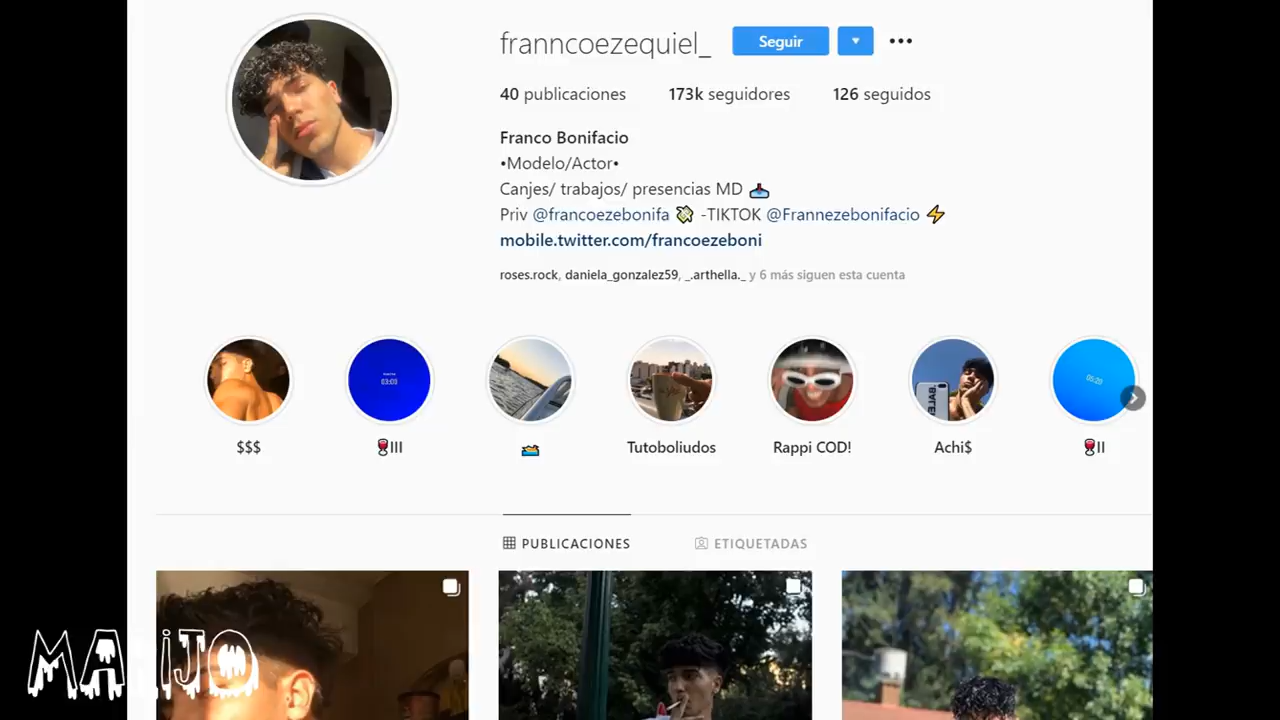 franncoezequiel_ Seguir
40 publicaciones 173k seguidores 126 seguidos
Franco Bonifacio
•Modelo/Actor•
Canjes/ trabajos/ presencias MD 📥
Priv @francoezebonifa 💸 -TIKTOK @Frannezebonifacio ⚡
mobile.twitter.com/francoezeboni
roses.rock, daniela_gonzalez59, _.arthella._ y 6 más siguen esta cuenta
$$$ 🍷III 🚤 Tutoboliudos Rappi COD! Achi$ 🍷II
PUBLICACIONES ETIQUETADAS
MARiJO